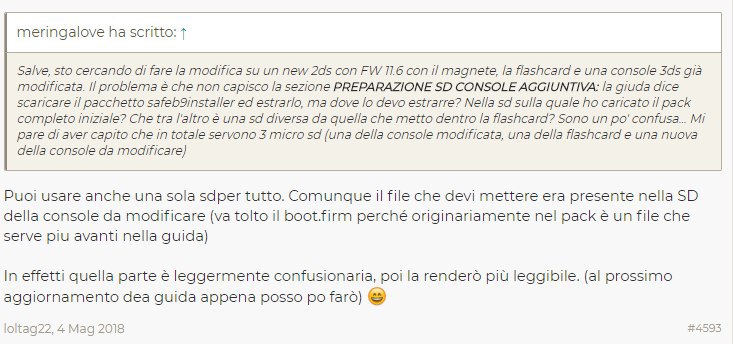 meringalove ha scritto: ↑
Salve, sto cercando di fare la modifica su un new 2ds con FW 11.6 con il magnete, la flashcard e una console 3ds già
modificata. Il problema è che non capisco la sezione PREPARAZIONE SD CONSOLE AGGIUNTIVA: la giuda dice
scaricare il pacchetto safeb9installer ed estrarlo, ma dove lo devo estrarre? Nella sd sulla quale ho caricato il pack
completo iniziale? Che tra l'altro è una sd diversa da quella che metto dentro la flashcard? Sono un po' confusa... Mi
pare di aver capito che in totale servono 3 micro sd (una della console modificata, una della flashcard e una nuova
della console da modificare)
Puoi usare anche una sola sdper tutto. Comunque il file che devi mettere era presente nella SD
della console da modificare (va tolto il boot.firm perché originariamente nel pack è un file che
serve piu avanti nella guida)
In effetti quella parte è leggermente confusionaria, poi la renderò più leggibile. (al prossimo
aggiornamento dea guida appena posso po farò) 😄
loltag22, 4 Mag 2018 #4593